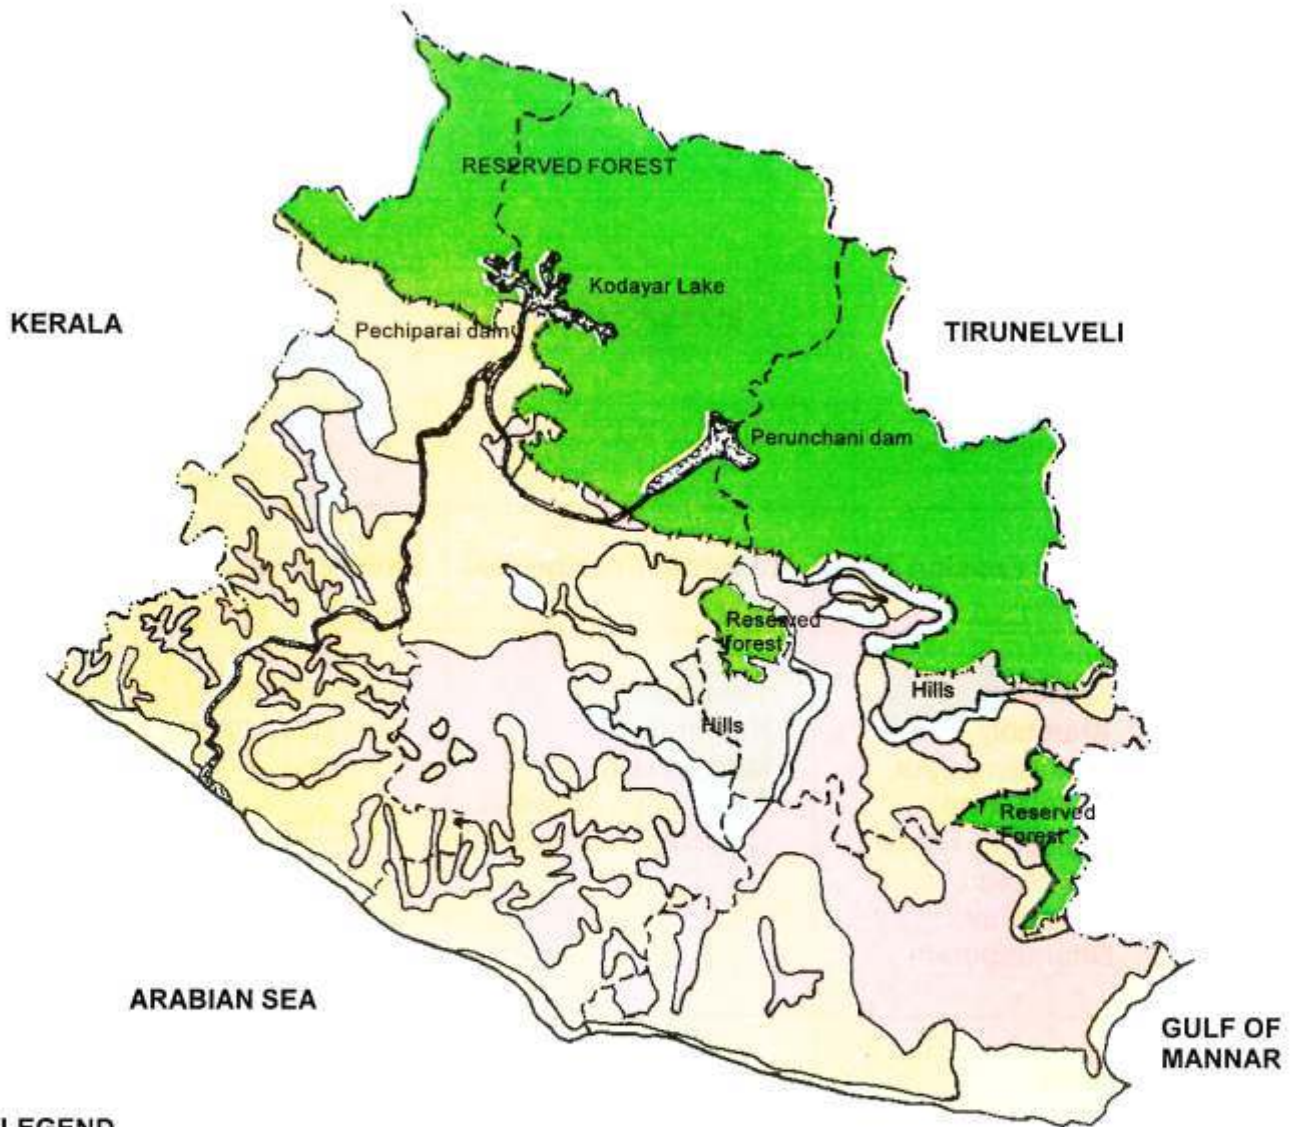 RESERVED FOREST
Kodayar Lake
KERALA
Pechiparai dam
TIRUNELVELI
Perunchani dam
Reserved
forest
Hills
Hills
Reserved
Forest
ARABIAN SEA
GULF OF
MANNAR
LEGEND